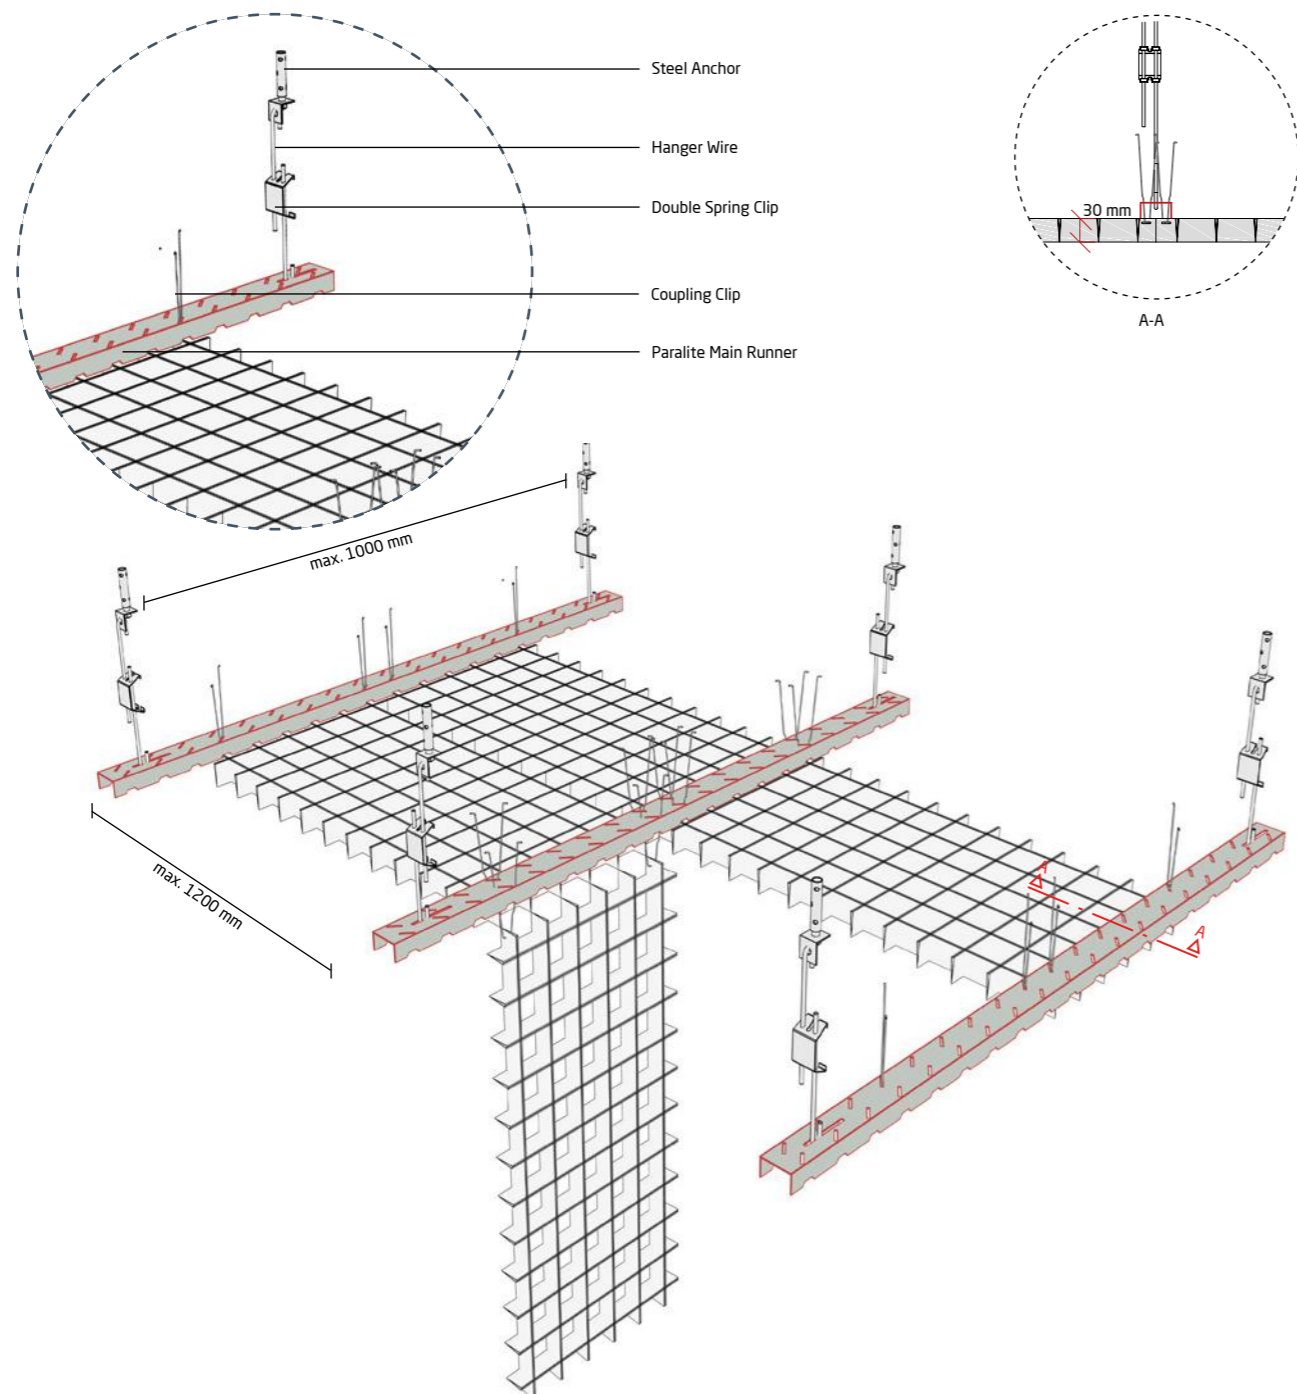 Steel Anchor
Hanger Wire
Double Spring Clip
Coupling Clip
Paralite Main Runner
30 mm
A-A
max. 1000 mm
max. 1200 mm
A
A